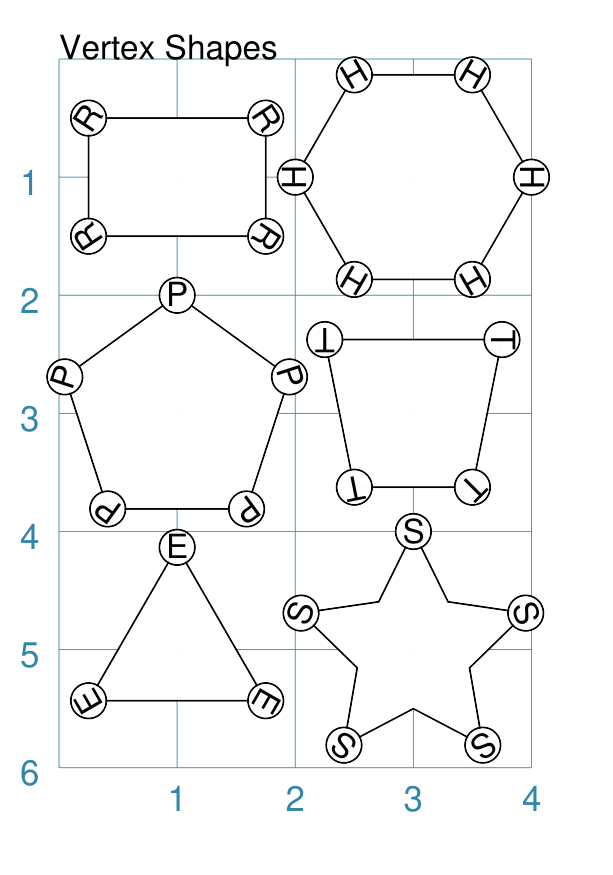 Vertex Shapes
H H
R R
1 H H
R R
H H
2 P
T T
P P
3
T T
P P
4 S
E
S S
5
E E
S S
6
1 2 3 4